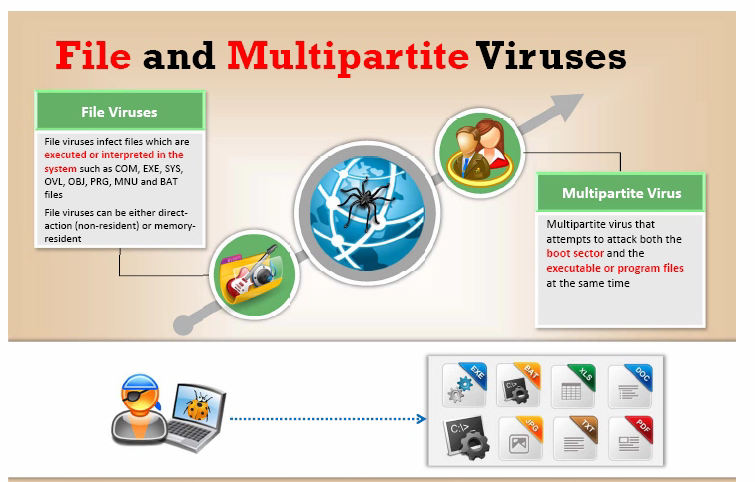 File and Multipartite Viruses
File Viruses
File viruses infect files which are
executed or interpreted in the
system such as COM, EXE, SYS,
OVL, OBJ, PRG, MNU and BAT
files
File viruses can be either direct-
action (non-resident) or memory-
resident
Multipartite Virus
Multipartite virus that
attempts to attack both the
boot sector and the
executable or program files
at the same time
EXE
BAT
C:\>
XLS
DOC
C:\>
JPG
TXT
PDF